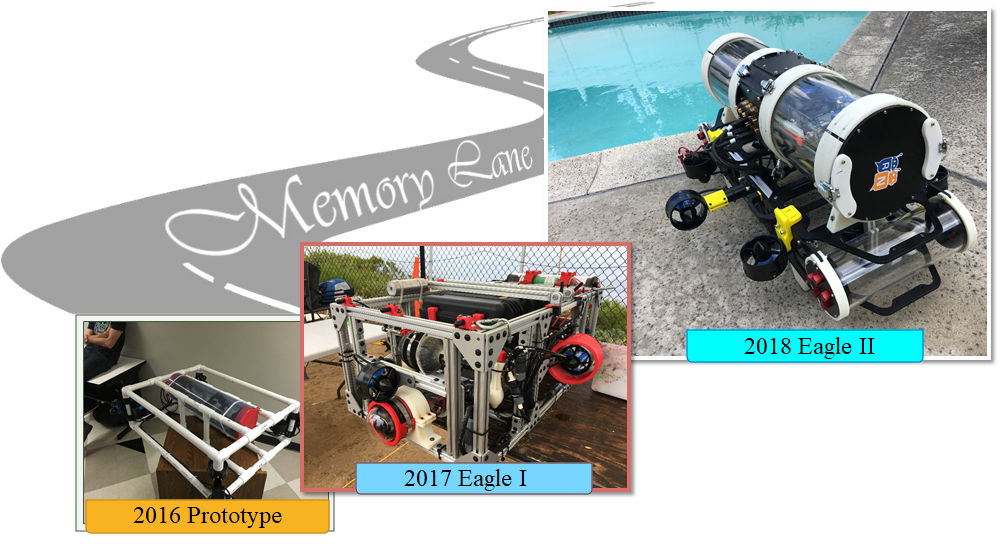 Memory Lane
2018 Eagle II
2017 Eagle I
2016 Prototype